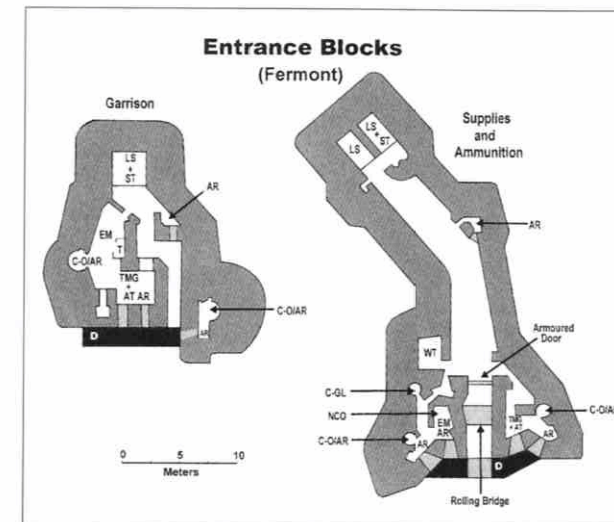 Entrance Blocks
(Fermont)
Garrison
LS
+
ST
AR
EM
T
C-O/AR
TMG
+
AT AR
C-O/AR
AR
D
0 5 10
Meters
Supplies
and
Ammunition
LS
+
ST
LS
AR
Armoured
Door
WT
C-GL
NCO
EM
AR
C-O/AR
AR
TMG
+ AT
C-O/AR
AR
D
Rolling Bridge